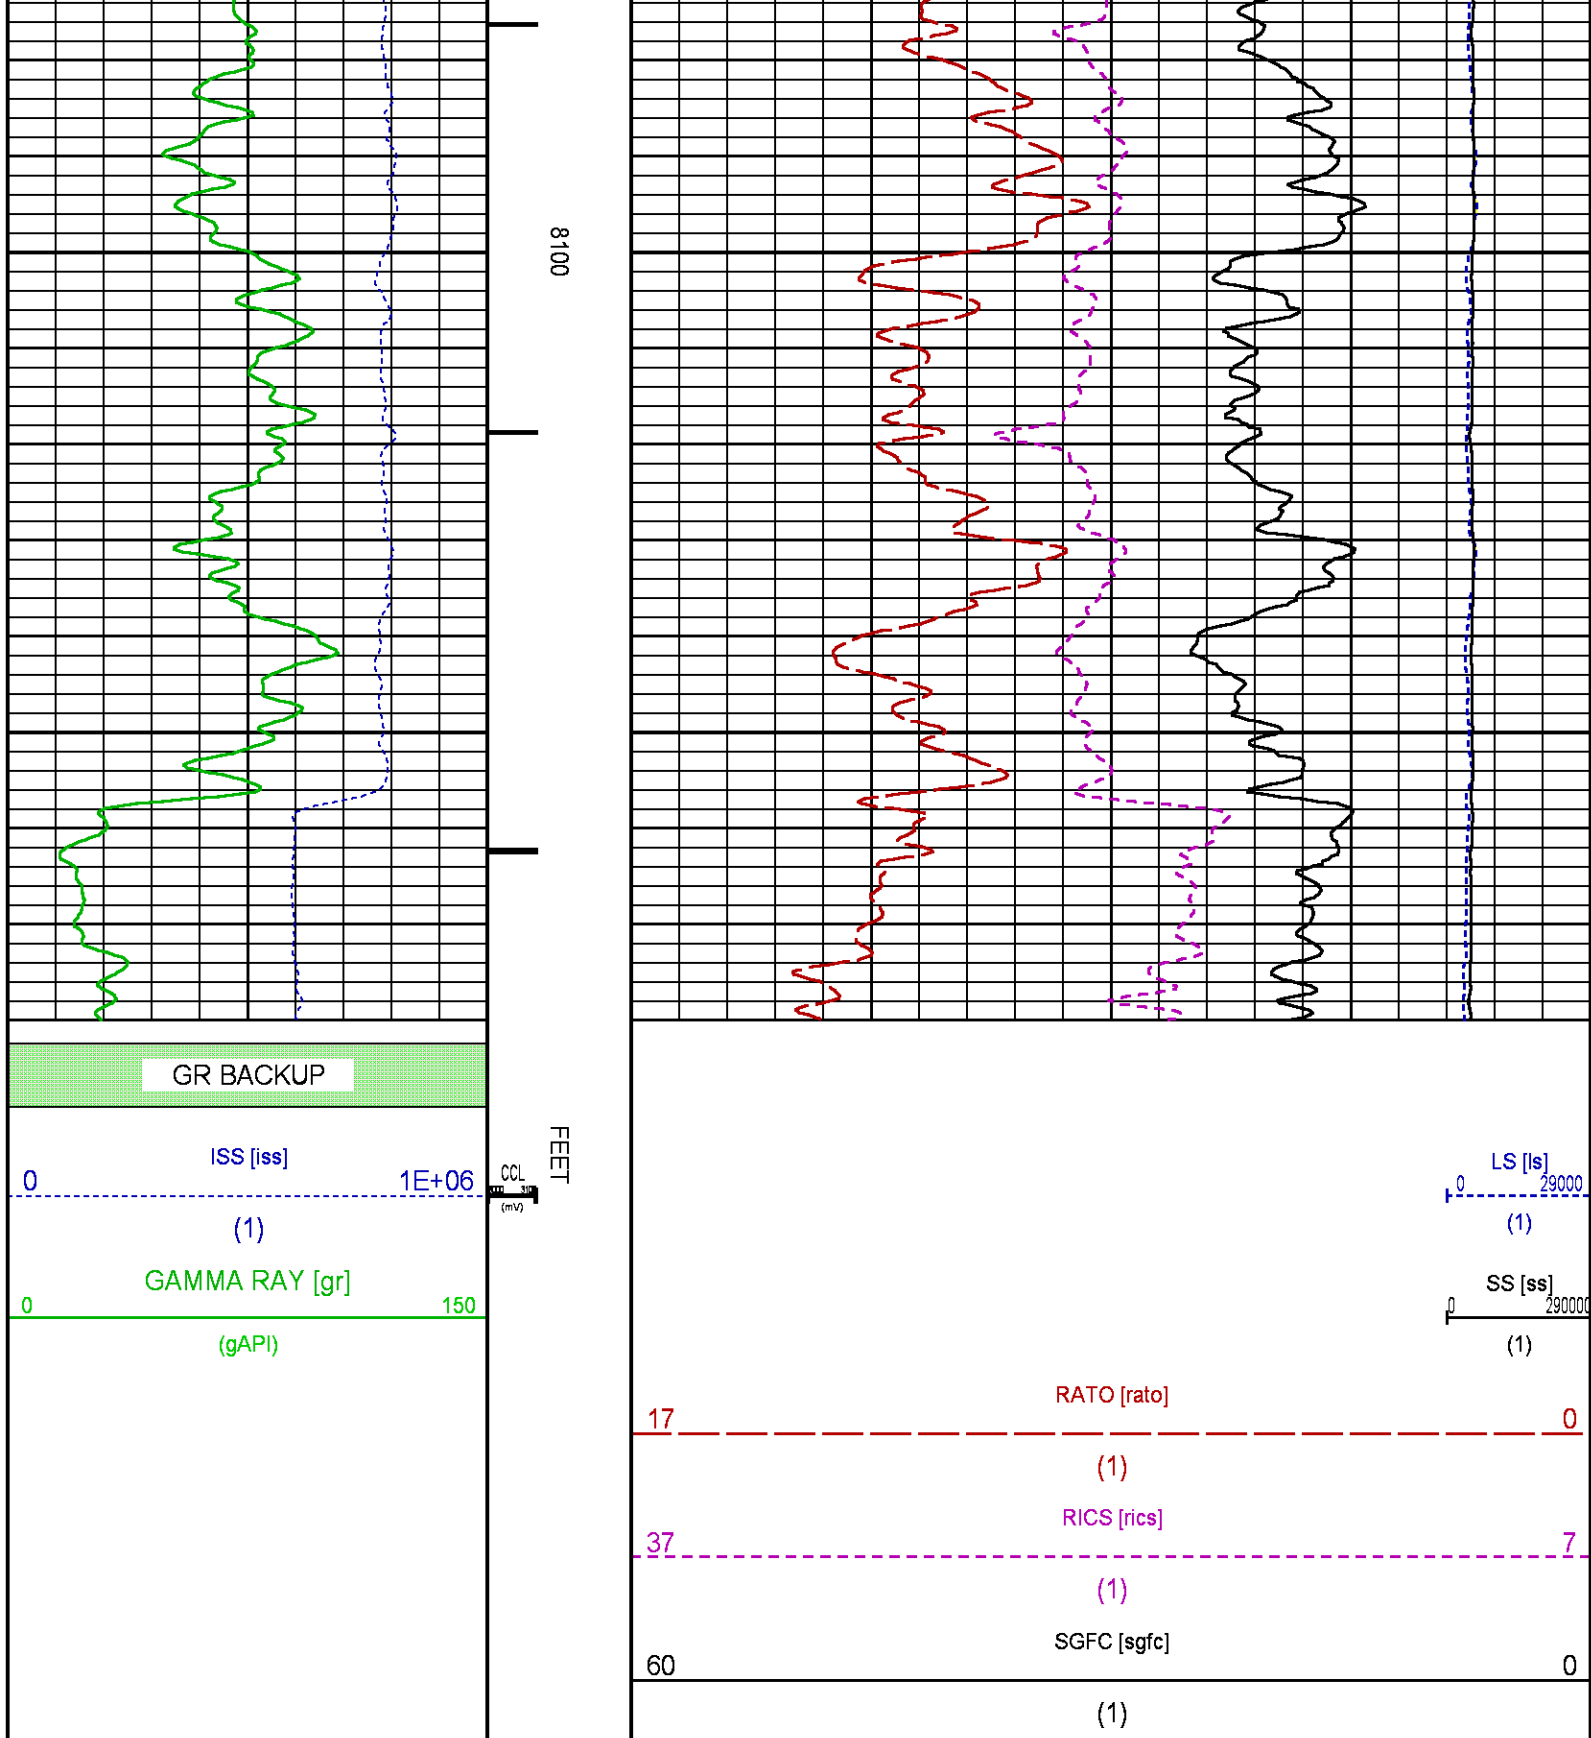 8100
GR BACKUP
FEET
ISS [iss]
0 1E+06
(1)
CCL
(mV)
LS [ls]
0 29000
(1)
GAMMA RAY [gr]
0 150
(gAPI)
SS [ss]
0 290000
(1)
RATO [rato]
17 0
(1)
RICS [rics]
37 7
(1)
SGFC [sgfc]
60 0
(1)